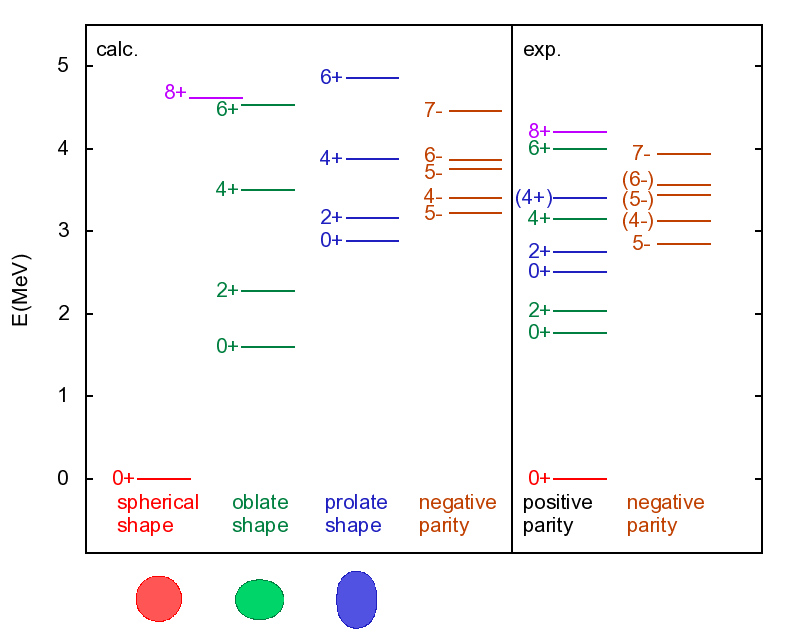 calc.
exp.
E(MeV)
5
4
3
2
1
0
0+
spherical
shape
8+
6+
4+
2+
0+
oblate
shape
6+
4+
2+
0+
prolate
shape
7-
6-
5-
4-
5-
negative
parity
8+
6+
(4+)
4+
2+
0+
2+
0+
0+
positive
parity
7-
(6-)
(5-)
(4-)
5-
negative
parity